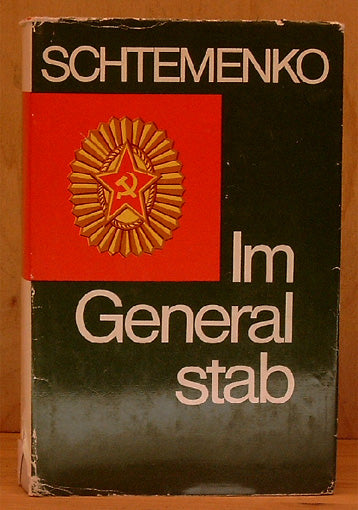 SCHTEMENKO
Im
General
stab